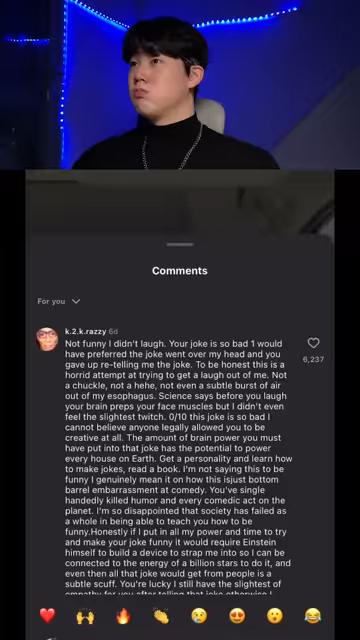 Comments
For you
k.2.k.razzy 6d
Not funny I didn't laugh. Your joke is so bad 1 would
have preferred the joke went over my head and you
gave up re-telling me the joke. To be honest this is a
horrid attempt at trying to get a laugh out of me. Not
a chuckle, not a hehe, not even a subtle burst of air
out of my esophagus. Science says before you laugh
your brain preps your face muscles but I didn't even
feel the slightest twitch. 0/10 this joke is so bad I
cannot believe anyone legally allowed you to be
creative at all. The amount of brain power you must
have put into that joke has the potential to power
every house on Earth. Get a personality and learn how
to make jokes, read a book. I'm not saying this to be
funny I genuinely mean it on how this isjust bottom
barrel embarrassment at comedy. You've single
handedly killed humor and every comedic act on the
planet. I'm so disappointed that society has failed as
a whole in being able to teach you how to be
funny.Honestly if I put in all my power and time to try
and make your joke funny it would require Einstein
himself to build a device to strap me into so I can be
connected to the energy of a billion stars to do it, and
even then all that joke would get from people is a
subtle scuff. You're lucky I still have the slightest of
empathy for you after telling that joke otherwise I
6,237